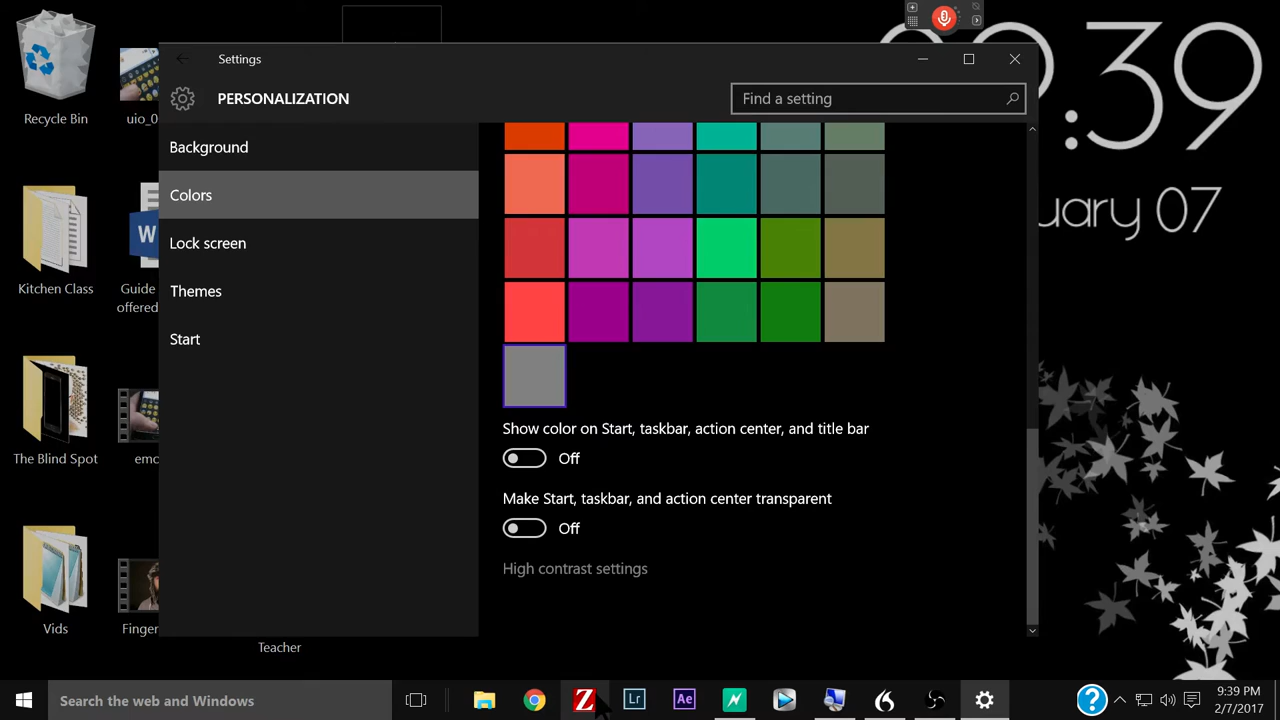 Settings
PERSONALIZATION
Find a setting
Background
Colors
Lock screen
Themes
Start
Show color on Start, taskbar, action center, and title bar
Off
Make Start, taskbar, and action center transparent
Off
High contrast settings
Recycle Bin
uio_0
Kitchen Class
Guide
offered
W
The Blind Spot
emo
Vids
Finger
Teacher
:39
uary 07
Search the web and Windows
Z
Lr
Ae
?
9:39 PM
2/7/2017